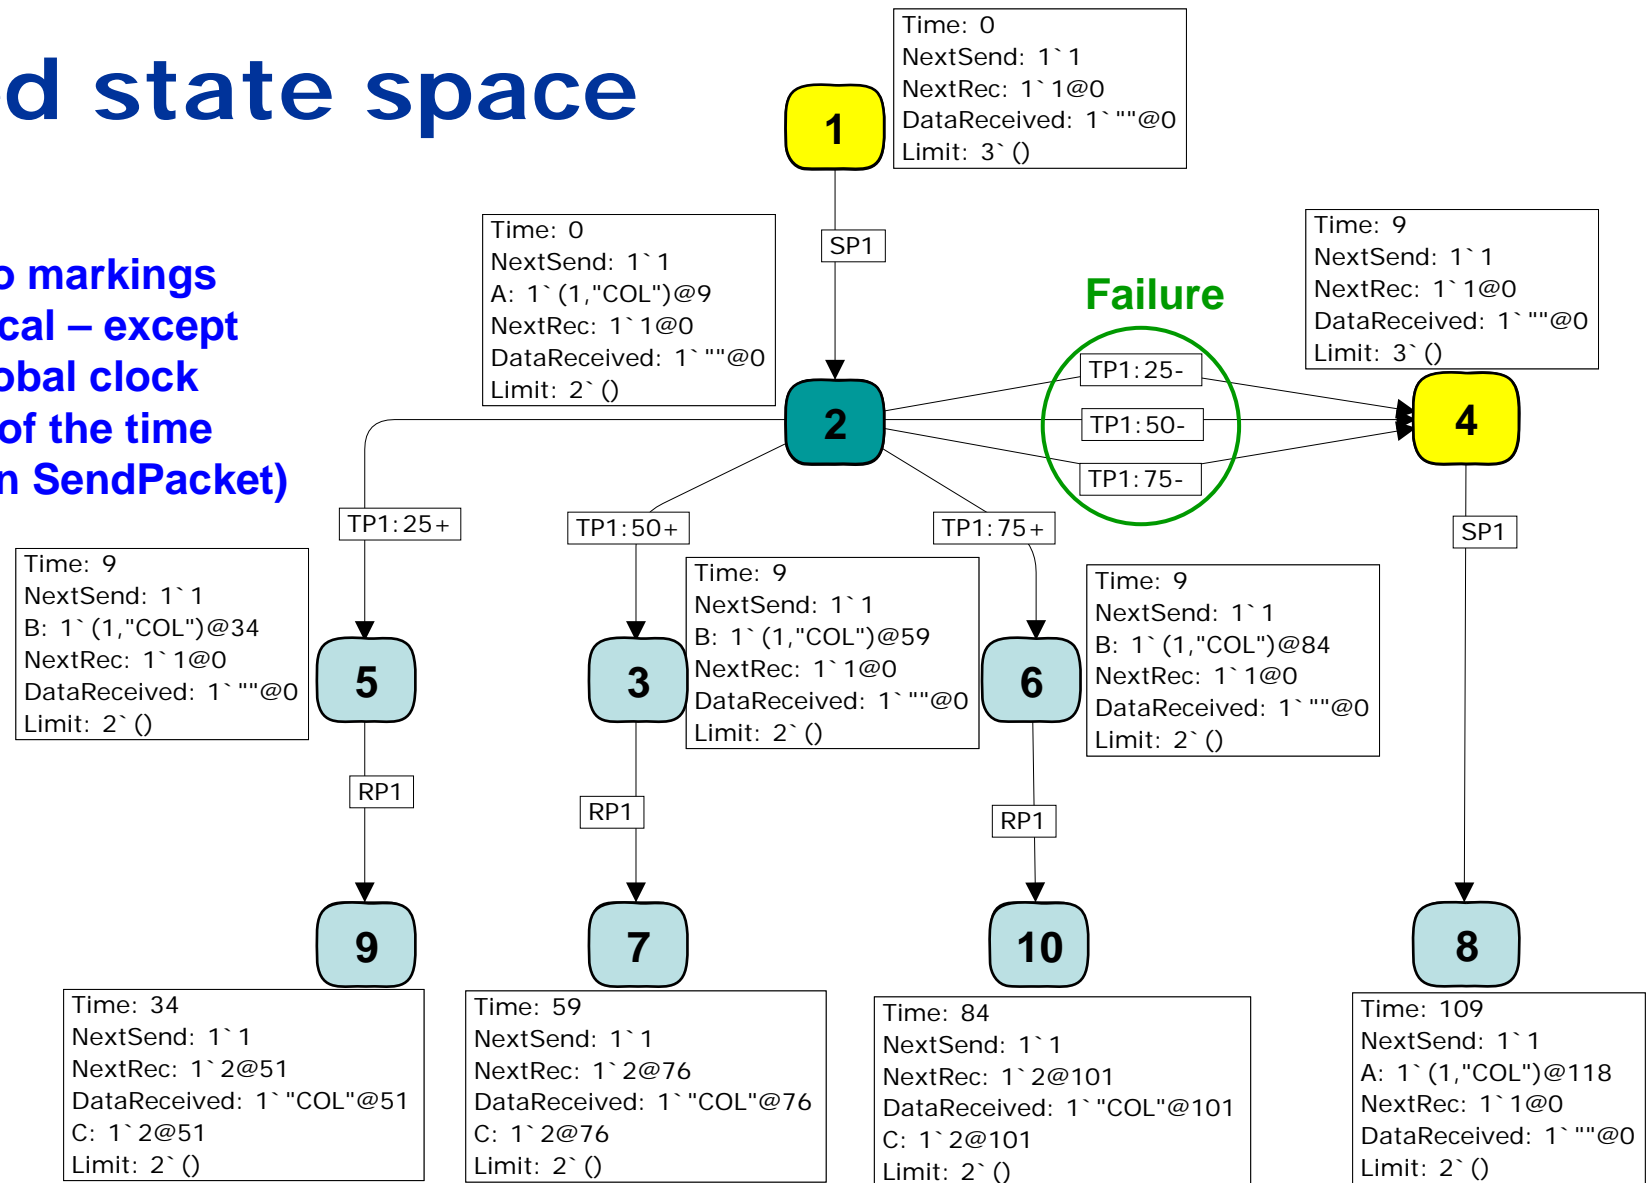 d state space
Time: 0
NextSend: 1`1
NextRec: 1`1@0
DataReceived: 1`""@0
Limit: 3`()
1
SP1
Time: 0
NextSend: 1`1
A: 1`(1,"COL")@9
NextRec: 1`1@0
DataReceived: 1`""@0
Limit: 2`()
Time: 9
NextSend: 1`1
NextRec: 1`1@0
DataReceived: 1`""@0
Limit: 3`()
o markings
cal – except
obal clock
of the time
n SendPacket)
Failure
TP1:25-
TP1:50-
TP1:75-
2
4
TP1:25+
TP1:50+
TP1:75+
SP1
Time: 9
NextSend: 1`1
B: 1`(1,"COL")@34
NextRec: 1`1@0
DataReceived: 1`""@0
Limit: 2`()
5
3
Time: 9
NextSend: 1`1
B: 1`(1,"COL")@59
NextRec: 1`1@0
DataReceived: 1`""@0
Limit: 2`()
6
Time: 9
NextSend: 1`1
B: 1`(1,"COL")@84
NextRec: 1`1@0
DataReceived: 1`""@0
Limit: 2`()
RP1
RP1
RP1
9
7
10
8
Time: 34
NextSend: 1`1
NextRec: 1`2@51
DataReceived: 1`"COL"@51
C: 1`2@51
Limit: 2`()
Time: 59
NextSend: 1`1
NextRec: 1`2@76
DataReceived: 1`"COL"@76
C: 1`2@76
Limit: 2`()
Time: 84
NextSend: 1`1
NextRec: 1`2@101
DataReceived: 1`"COL"@101
C: 1`2@101
Limit: 2`()
Time: 109
NextSend: 1`1
A: 1`(1,"COL")@118
NextRec: 1`1@0
DataReceived: 1`""@0
Limit: 2`()